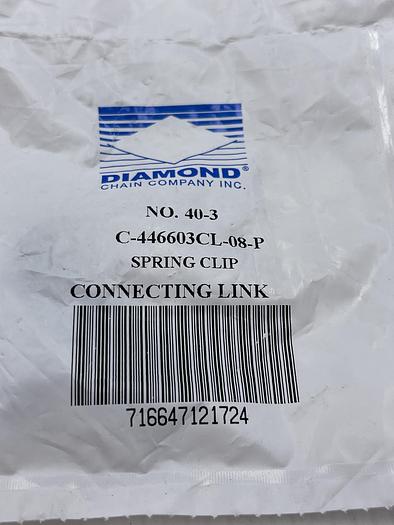 DIAMOND®
CHAIN COMPANY INC.
NO. 40-3
C-446603CL-08-P
SPRING CLIP
CONNECTING LINK
716647121724